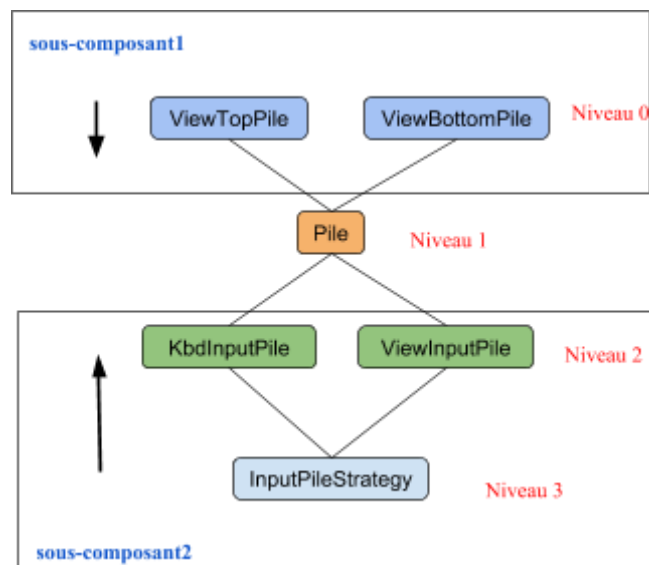 sous-composant1
ViewTopPile
ViewBottomPile
Niveau 0
Pile
Niveau 1
KbdInputPile
ViewInputPile
Niveau 2
InputPileStrategy
Niveau 3
sous-composant2